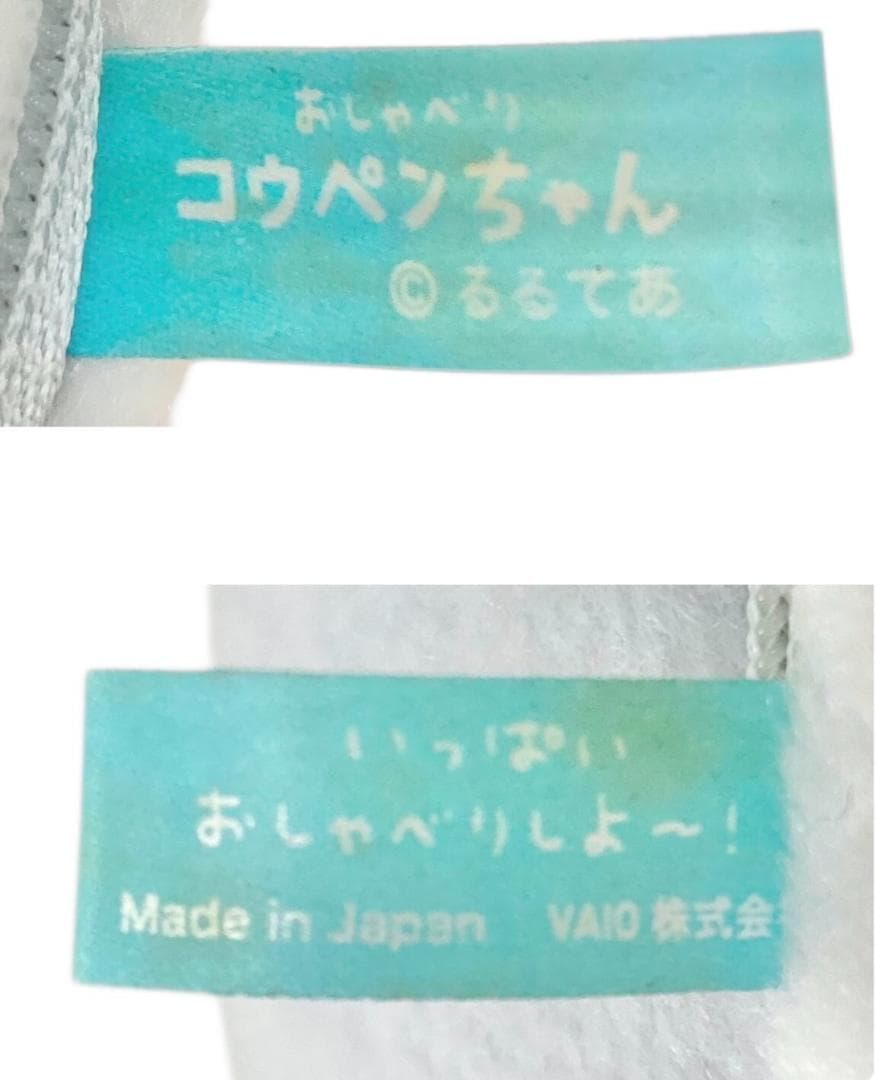 おしゃべり
コウペンちゃん
©るるてあ
いっぱい
おしゃべりしよ〜!
Made in Japan VAIO 株式会